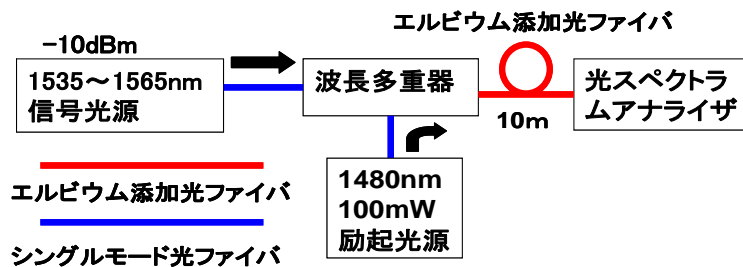 エルビウム添加光ファイバ
−10dBm
1535～1565nm
信号光源
波長多重器
光スペクトラ
ムアナライザ
10m
1480nm
100mW
励起光源
エルビウム添加光ファイバ
シングルモード光ファイバ